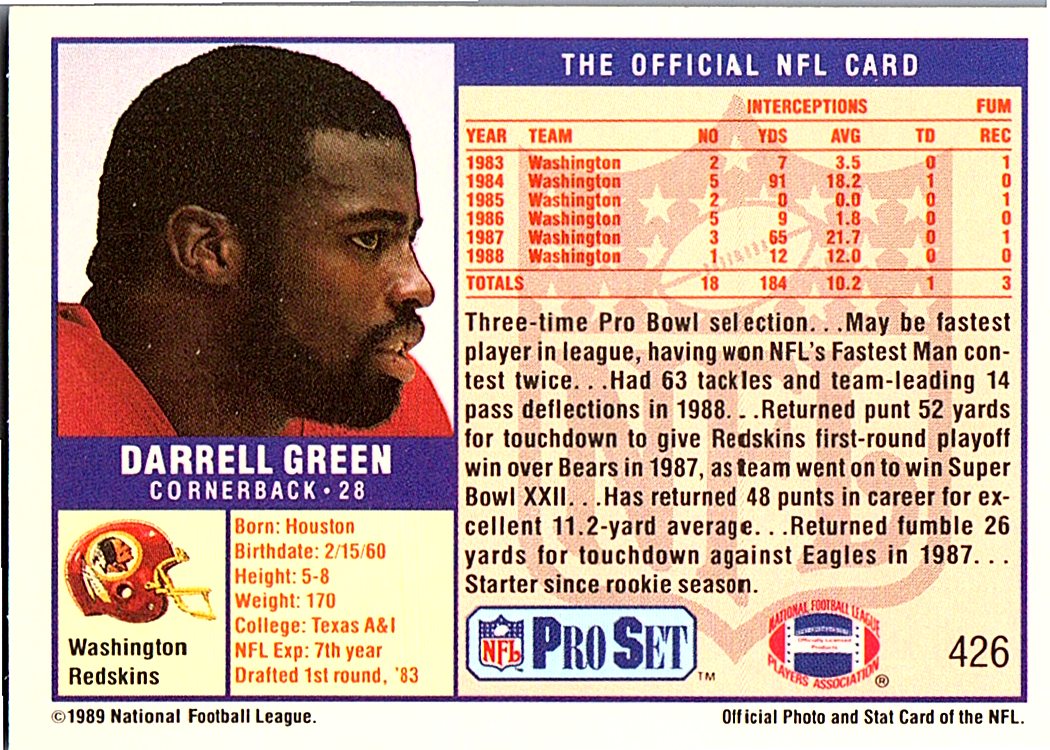 THE OFFICIAL NFL CARD
INTERCEPTIONS FUM
YEAR TEAM NO YDS AVG TD REC
1983 Washington 2 7 3.5 0 1
1984 Washington 5 91 18.2 1 0
1985 Washington 2 0 0.0 0 1
1986 Washington 5 9 1.8 0 0
1987 Washington 3 65 21.7 0 1
1988 Washington 1 12 12.0 0 0
TOTALS 18 184 10.2 1 3
Three-time Pro Bowl selection. . .May be fastest
player in league, having won NFL's Fastest Man con-
test twice. . .Had 63 tackles and team-leading 14
pass deflections in 1988. . .Returned punt 52 yards
for touchdown to give Redskins first-round playoff
win over Bears in 1987, as team went on to win Super
Bowl XXII. . .Has returned 48 punts in career for ex-
cellent 11.2-yard average. . .Returned fumble 26
yards for touchdown against Eagles in 1987. . .
Starter since rookie season.
DARRELL GREEN
CORNERBACK • 28
Born: Houston
Birthdate: 2/15/60
Height: 5-8
Weight: 170
College: Texas A&I
NFL Exp: 7th year
Drafted 1st round, '83
Washington
Redskins
NFL PRO SET ™
NATIONAL FOOTBALL LEAGUE
Officially Licensed
Products
PLAYERS ASSOCIATION ®
426
©1989 National Football League.
Official Photo and Stat Card of the NFL.
NFL